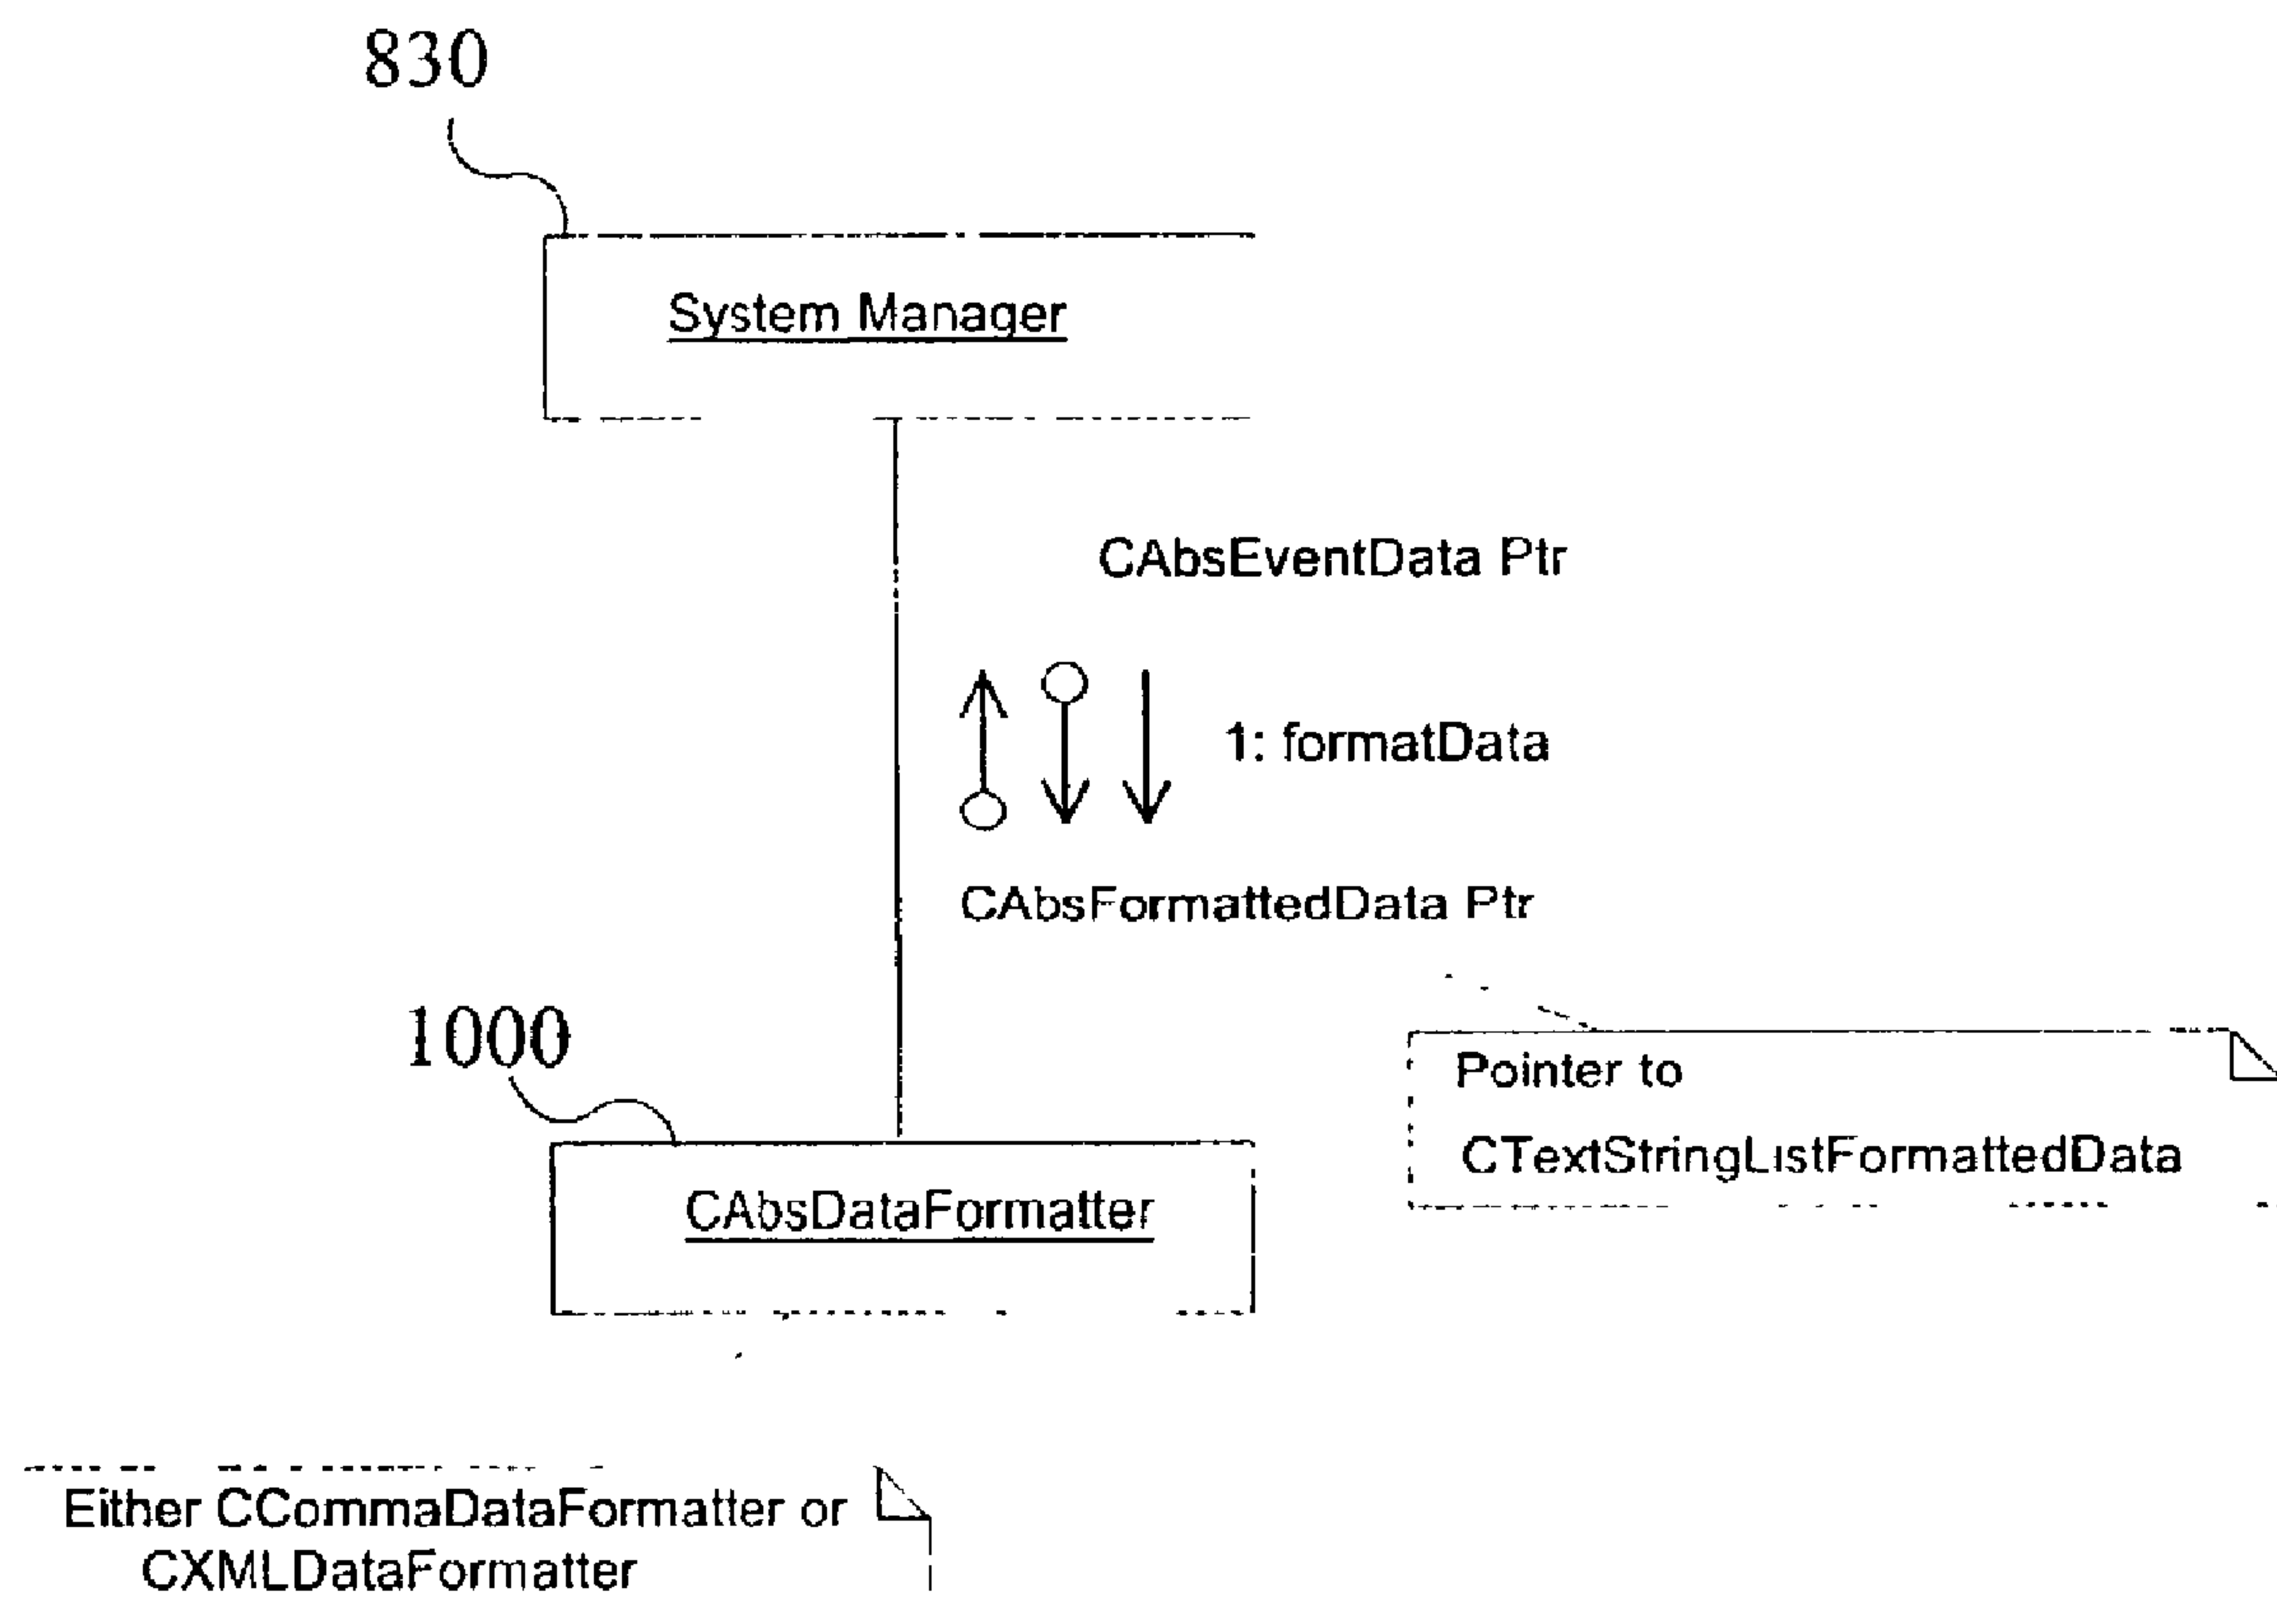 830
System Manager
CAbsEventData Ptr
1: formatData
CAbsFormattedData Ptr
1000
Pointer to
CTextStringListFormattedData
CAbsDataFormatter
Either CCommaDataFormatter or
CXMLDataFormatter